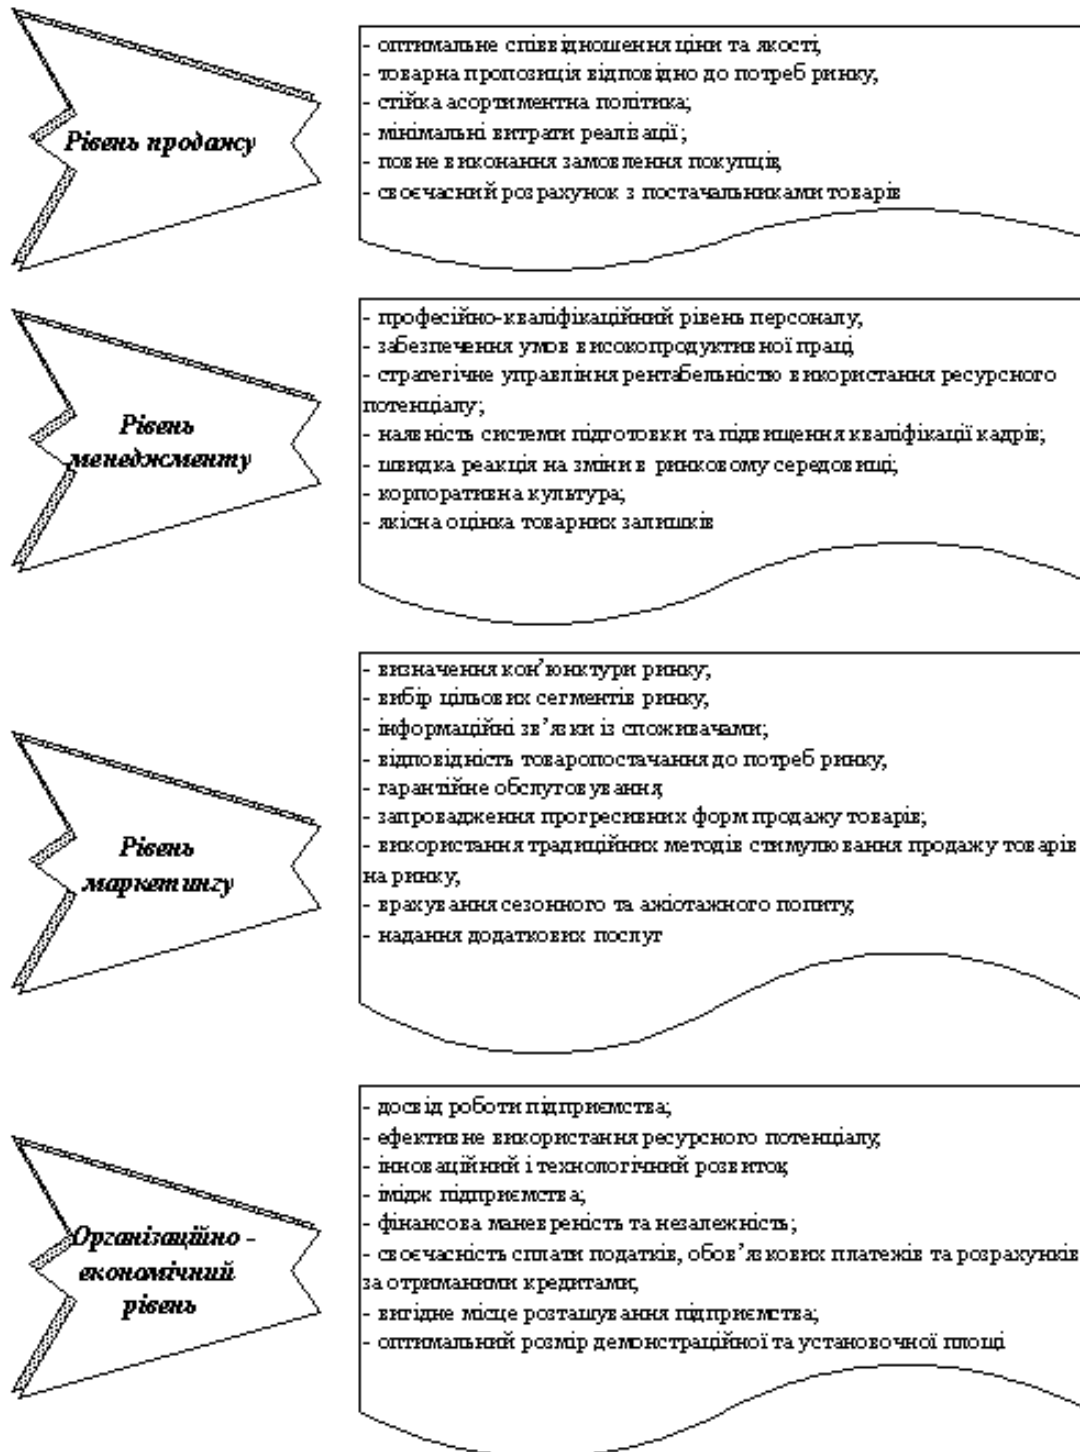 Рівень продажу
- оптимальне співвідношення ціни та якості;
- товарна пропозиція відповідно до потреб ринку;
- стійка асортиментна політика;
- мінімальні витрати реалізації;
- повне виконання замовлення покупців;
- своєчасний розрахунок з постачальниками товарів
Рівень
менеджменту
- професійно-кваліфікаційний рівень персоналу;
- забезпечення умов високопродуктивної праці;
- стратегічне управління рентабельністю використання ресурсного
потенціалу;
- наявність системи підготовки та підвищення кваліфікації кадрів;
- швидка реакція на зміни в ринковому середовищі;
- корпоративна культура;
- якісна оцінка товарних залишків
Рівень
маркетингу
- визначення кон’юнктури ринку;
- вибір цільових сегментів ринку;
- інформаційні зв’язки із споживачами;
- відповідність товаропостачання до потреб ринку;
- гарантійне обслуговування;
- запровадження прогресивних форм продажу товарів;
- використання традиційних методів стимулювання продажу товарів
на ринку;
- врахування сезонного та ажіотажного попиту;
- надання додаткових послуг
Організаційно -
економічний
рівень
- досвід роботи підприємства;
- ефективне використання ресурсного потенціалу;
- інноваційний і технологічний розвиток;
- імідж підприємства;
- фінансова маневреність та незалежність;
- своєчасність сплати податків, обов’язкових платежів та розрахунків
за отриманими кредитами;
- вигідне місце розташування підприємства;
- оптимальний розмір демонстраційної та установочної площі